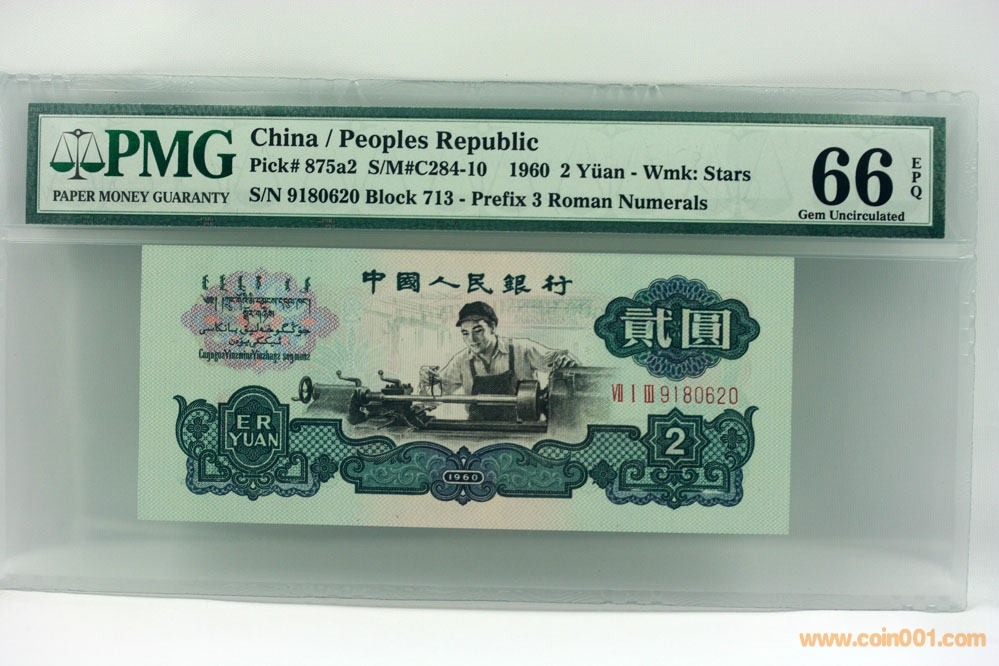 PMG
PAPER MONEY GUARANTY
China / Peoples Republic
Pick# 875a2 S/M#C284-10 1960 2 Yüan - Wmk: Stars
S/N 9180620 Block 713 - Prefix 3 Roman Numerals
66
EPQ
Gem Uncirculated
中國人民銀行
貳圓
VII I III 9180620
ER
YUAN
2
1960
www.coin001.com